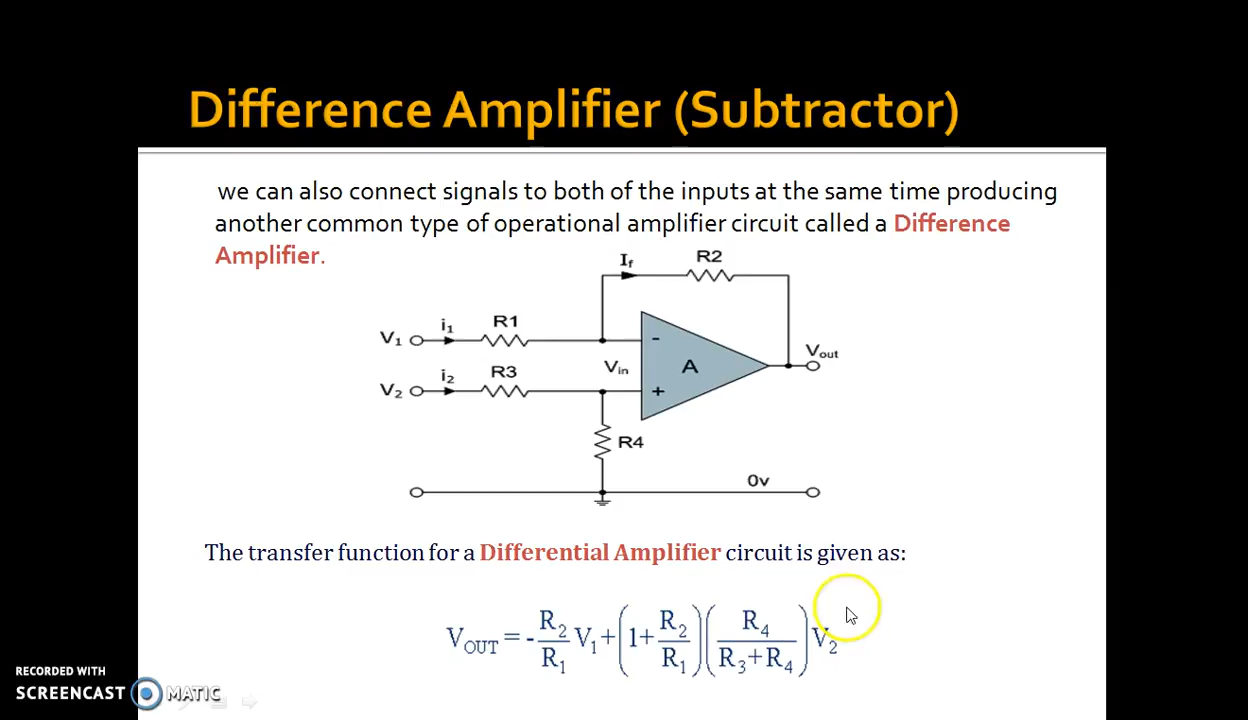 Difference Amplifier (Subtractor)
we can also connect signals to both of the inputs at the same time producing
another common type of operational amplifier circuit called a Difference
Amplifier.
If
R2
V1
i1
R1
V2
i2
R3
Vin
-
+
A
Vout
R4
0v
The transfer function for a Differential Amplifier circuit is given as:
V_OUT = - R₂/R₁ V₁ + (1 + R₂/R₁) (R₄/(R₃+R₄)) V₂
RECORDED WITH
SCREENCAST MATIC